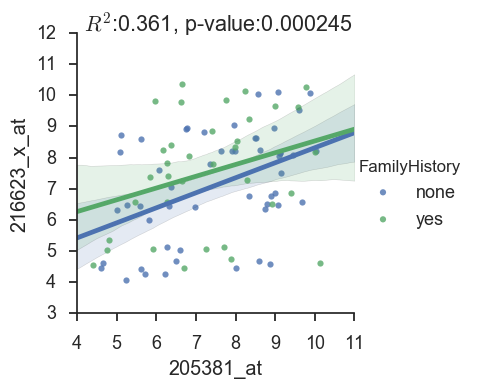 R²:0.361, p-value:0.000245
12
11
10
9
8
7
6
5
4
3
216623_x_at
4 5 6 7 8 9 10 11
205381_at
FamilyHistory
none
yes